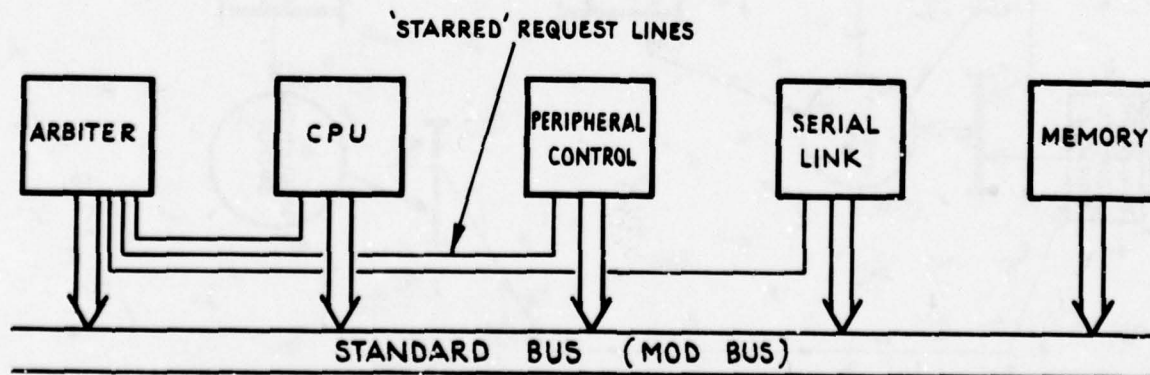 'STARRED' REQUEST LINES
ARBITER
CPU
PERIPHERAL
CONTROL
SERIAL
LINK
MEMORY
STANDARD BUS (MOD BUS)